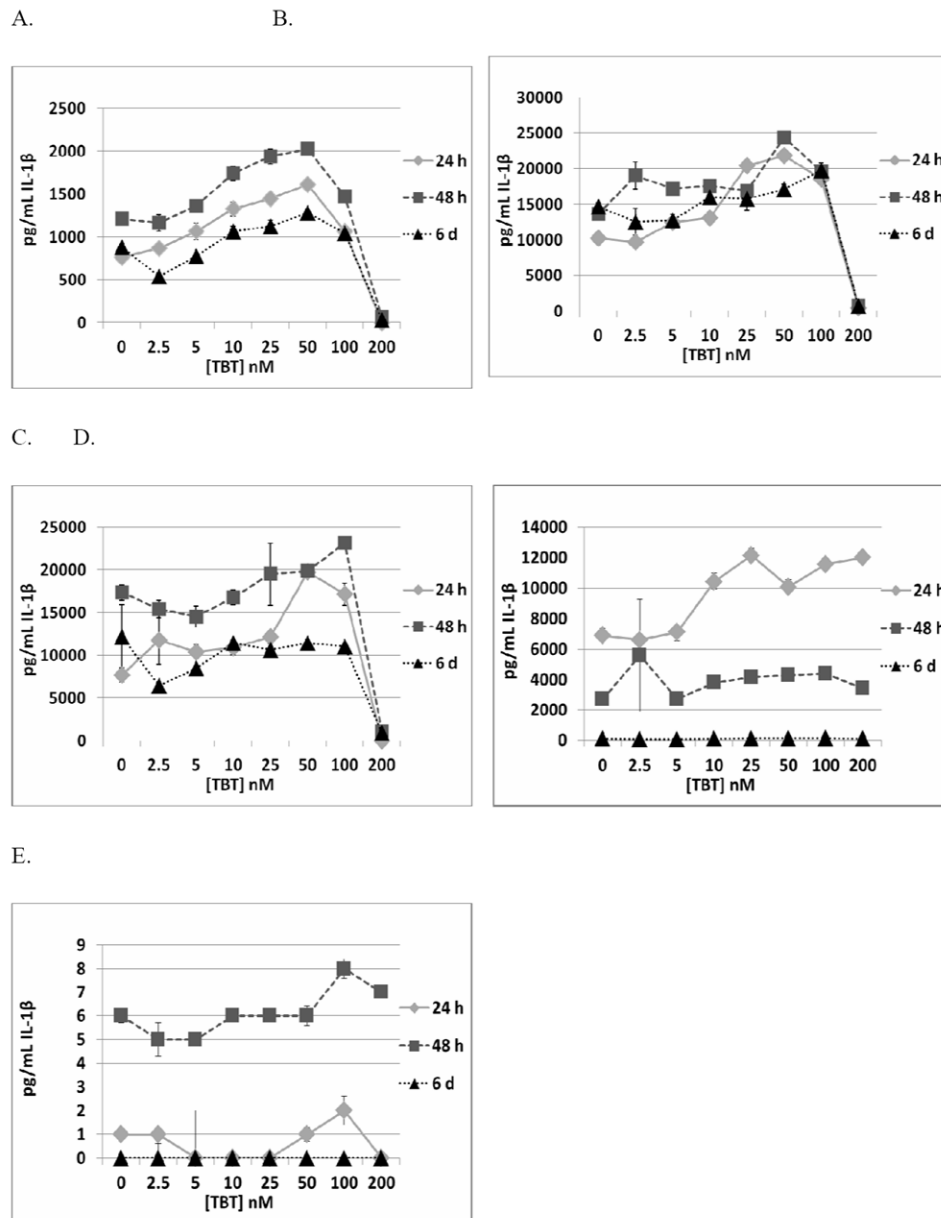 A. B.
2500
2000
1500
1000
500
0
pg/mL IL-1β
0 2.5 5 10 25 50 100 200
[TBT] nM
24 h
48 h
6 d
30000
25000
20000
15000
10000
5000
0
pg/mL IL-1β
0 2.5 5 10 25 50 100 200
[TBT] nM
24 h
48 h
6 d
C. D.
25000
20000
15000
10000
5000
0
pg/mL IL-1β
0 2.5 5 10 25 50 100 200
[TBT] nM
24 h
48 h
6 d
14000
12000
10000
8000
6000
4000
2000
0
pg/mL IL-1β
0 2.5 5 10 25 50 100 200
[TBT] nM
24 h
48 h
6 d
E.
9
8
7
6
5
4
3
2
1
0
pg/mL IL-1β
0 2.5 5 10 25 50 100 200
[TBT] nM
24 h
48 h
6 d